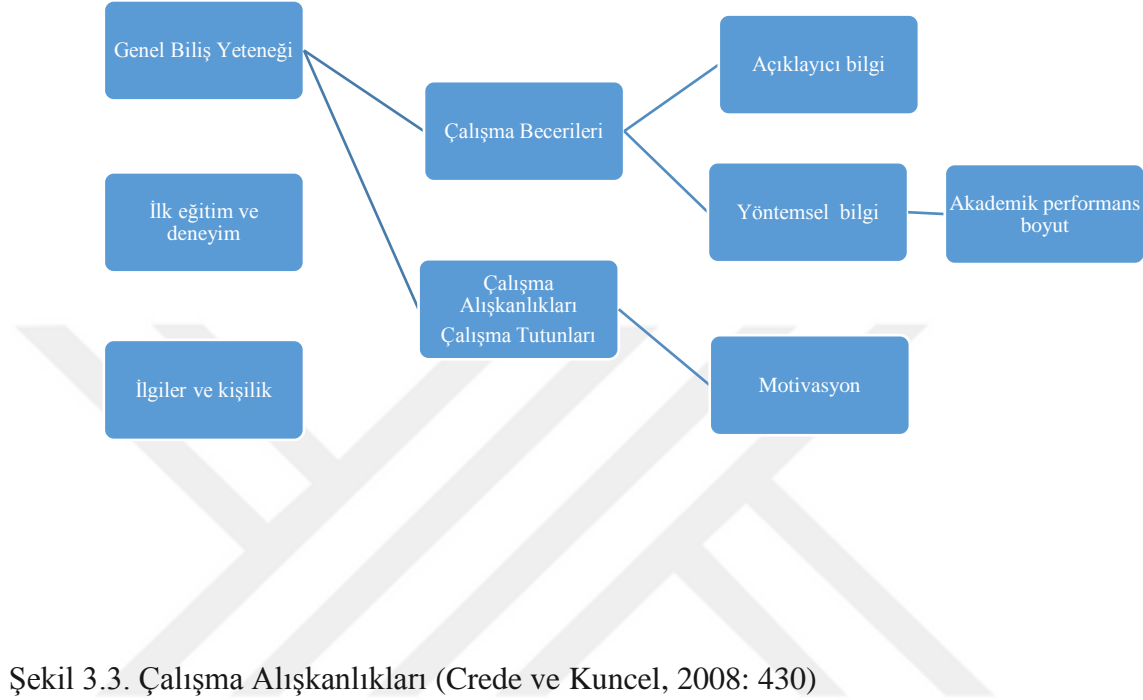 Genel Biliş Yeteneği
İlk eğitim ve
deneyim
İlgiler ve kişilik
Çalışma Becerileri
Çalışma
Alışkanlıkları
Çalışma Tutunları
Açıklayıcı bilgi
Yöntemsel bilgi
Motivasyon
Akademik performans
boyut
Şekil 3.3. Çalışma Alışkanlıkları (Crede ve Kuncel, 2008: 430)